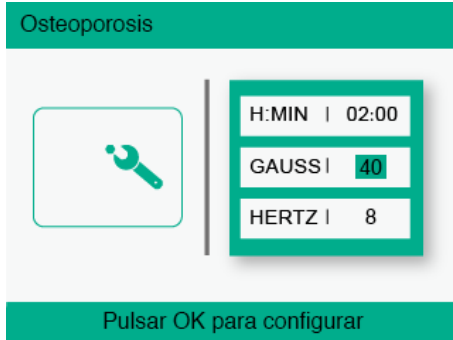 Osteoporosis
H:MIN | 02:00
GAUSS | 40
HERTZ | 8
Pulsar OK para configurar